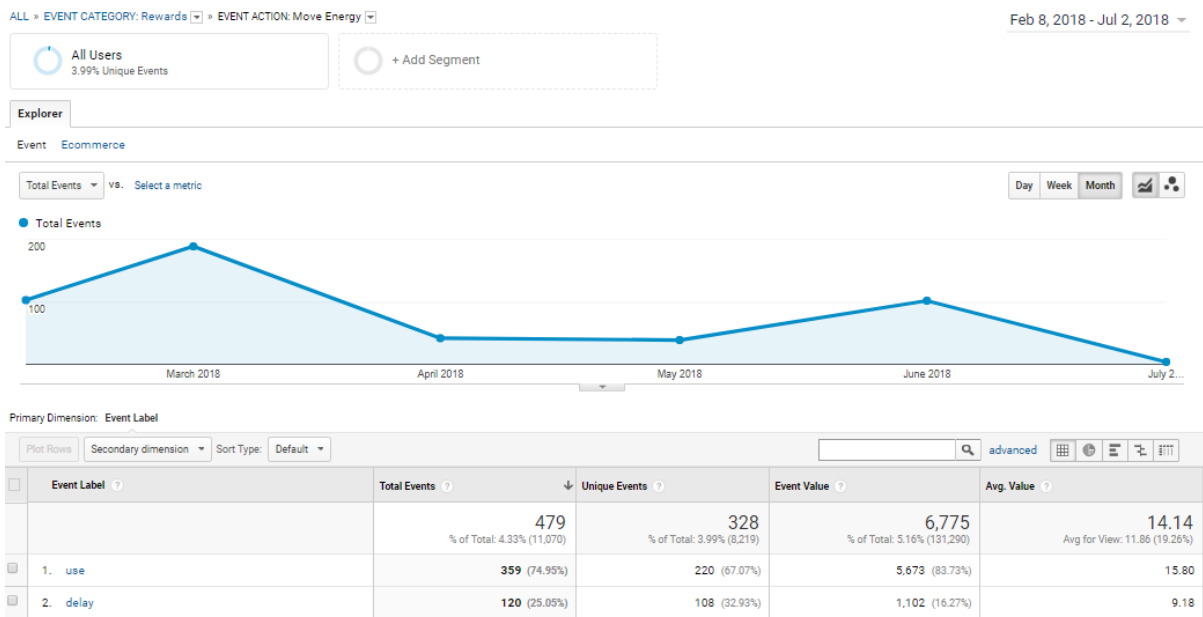 ALL » EVENT CATEGORY: Rewards » EVENT ACTION: Move Energy
Feb 8, 2018 - Jul 2, 2018
All Users
3.99% Unique Events
+ Add Segment
Explorer
Event Ecommerce
Total Events vs. Select a metric
Day Week Month
Total Events
200
100
March 2018 April 2018 May 2018 June 2018 July 2...
Primary Dimension: Event Label
Plot Rows Secondary dimension Sort Type: Default advanced
Event Label ? Total Events ? Unique Events ? Event Value ? Avg. Value ?
479 328 6,775 14.14
% of Total: 4.33% (11,070) % of Total: 3.99% (8,219) % of Total: 5.16% (131,290) Avg for View: 11.86 (19.26%)
1. use 359 (74.95%) 220 (67.07%) 5,673 (83.73%) 15.80
2. delay 120 (25.05%) 108 (32.93%) 1,102 (16.27%) 9.18